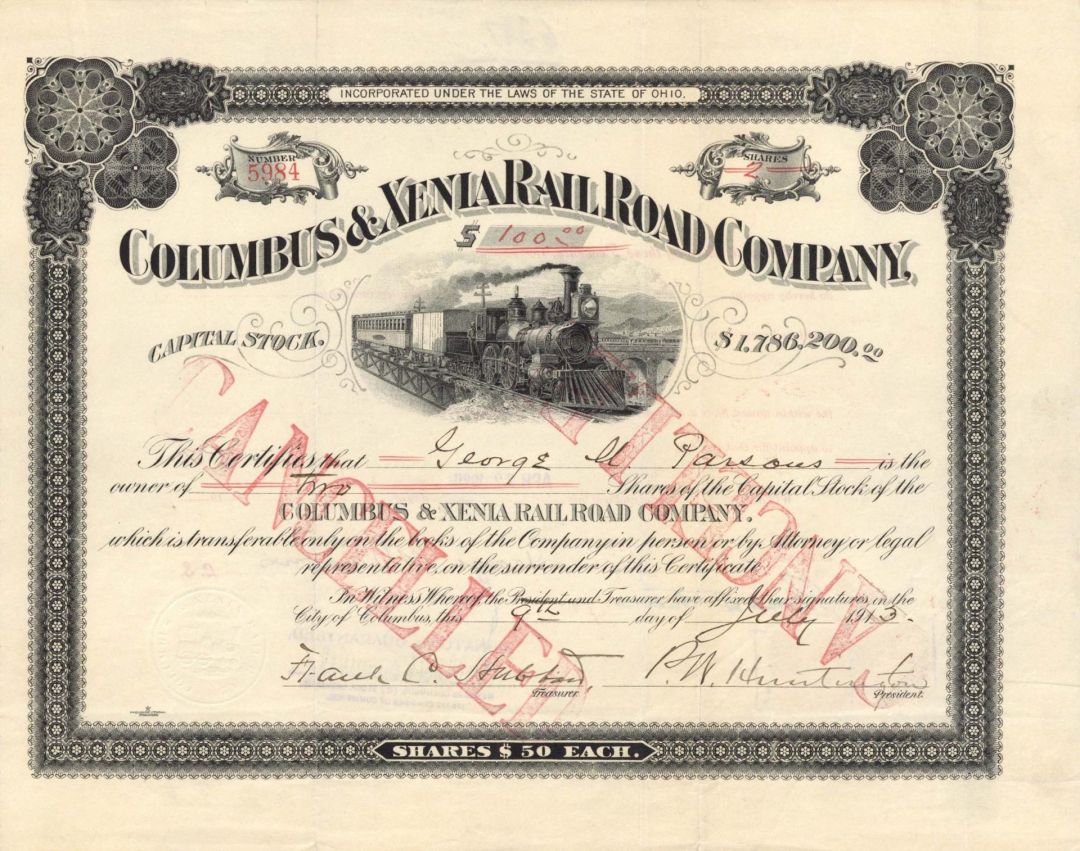 INCORPORATED UNDER THE LAWS OF THE STATE OF OHIO.
NUMBER
5984
SHARES
2
COLUMBUS & XENIA RAIL ROAD COMPANY.
$ 100.00
CAPITAL STOCK.
$1,786,200.00
This Certifies that George M Parsons is the
owner of Two Shares of the Capital Stock of the
COLUMBUS & XENIA RAILROAD COMPANY.
which is transferable only on the books of the Company in person or by Attorney or legal
representative, on the surrender of this Certificate
In Witness Whereof, the President and Treasurer have affixed their signatures, in the
City of Columbus, this 9th day of July 1913.
Frank C. Hubbard P. W. Huntington
Treasurer. President.
CANCELLED
CANCELLED
SHARES $50 EACH.